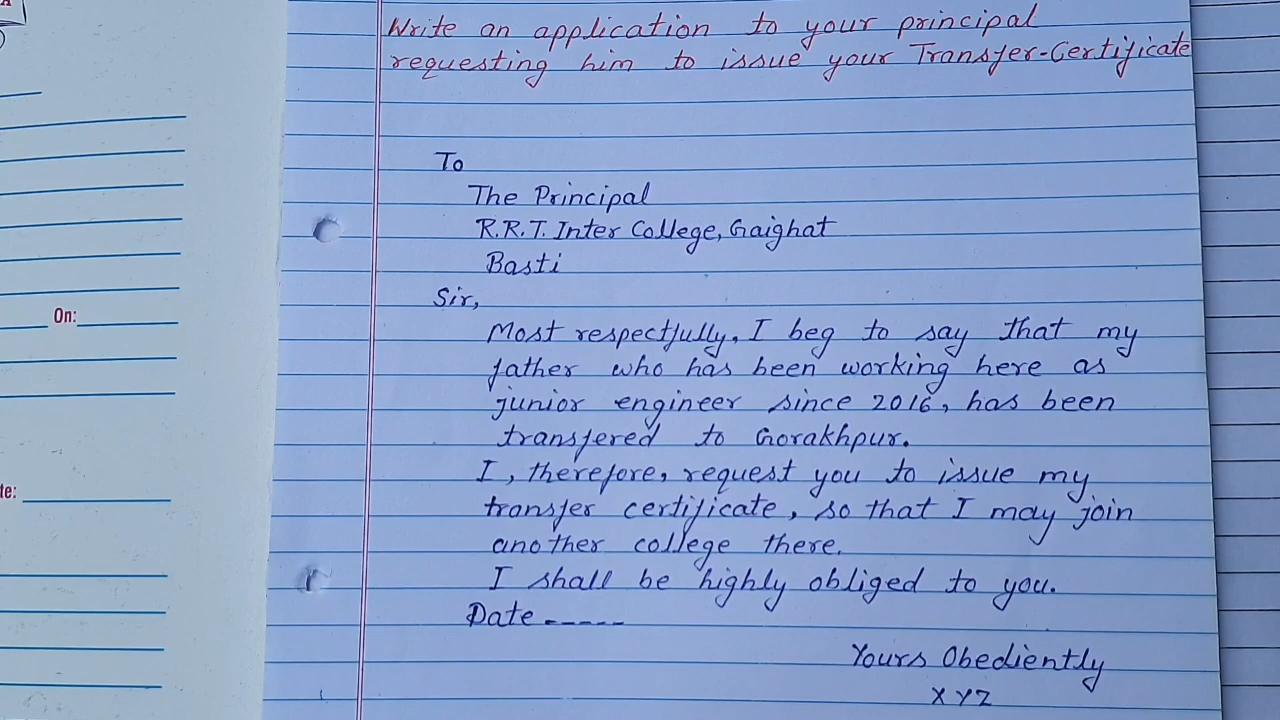 Write an application to your principal
requesting him to issue your Transfer-Certificate
To
The Principal
R.R.T. Inter College, Gaighat
Basti
Sir,
Most respectfully, I beg to say that my
father who has been working here as
junior engineer since 2016, has been
transfered to Gorakhpur.
I, therefore, request you to issue my
transfer certificate, so that I may join
another college there.
I shall be highly obliged to you.
Date -----
Yours Obediently
XYZ
On:
te: